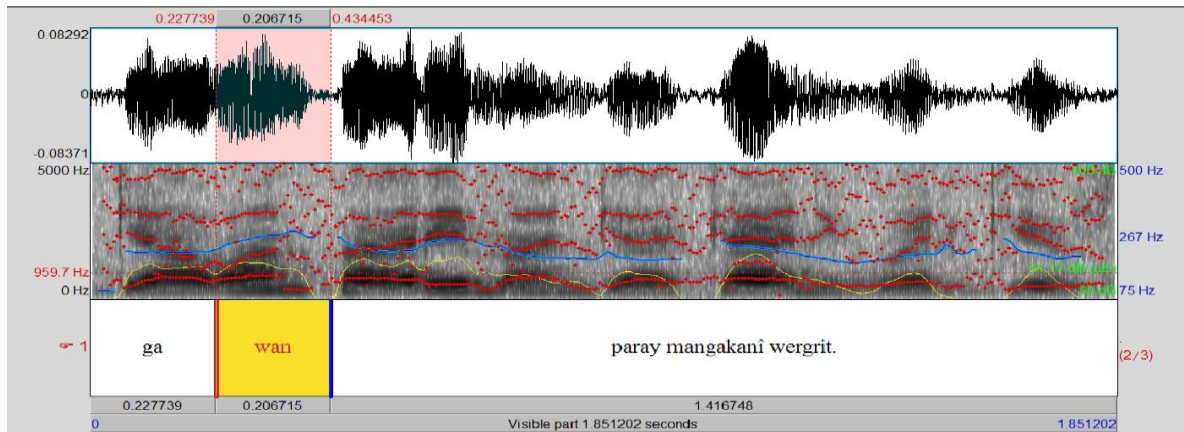 0.227739 0.206715 0.434453
0.08292
0
-0.08371
5000 Hz 500 Hz
959.7 Hz 267 Hz
0 Hz 75 Hz
1 ga wan paray mangakanî wergrit. (2/3)
0.227739 0.206715 1.416748
0 Visible part 1.851202 seconds 1.851202